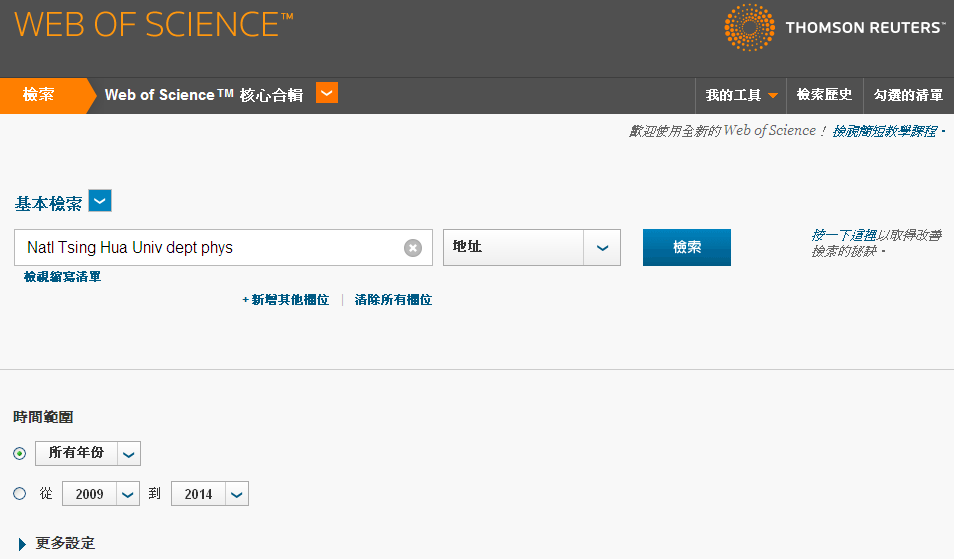 WEB OF SCIENCE™
THOMSON REUTERS™
檢索 Web of Science™ 核心合輯 我的工具 檢索歷史 勾選的清單
歡迎使用全新的 Web of Science！ 檢視簡短教學課程。
基本檢索
Natl Tsing Hua Univ dept phys 地址 檢索
按一下這裡以取得改善
檢索的秘訣。
檢視縮寫清單
+ 新增其他欄位 | 清除所有欄位
時間範圍
所有年份
從 2009 到 2014
更多設定